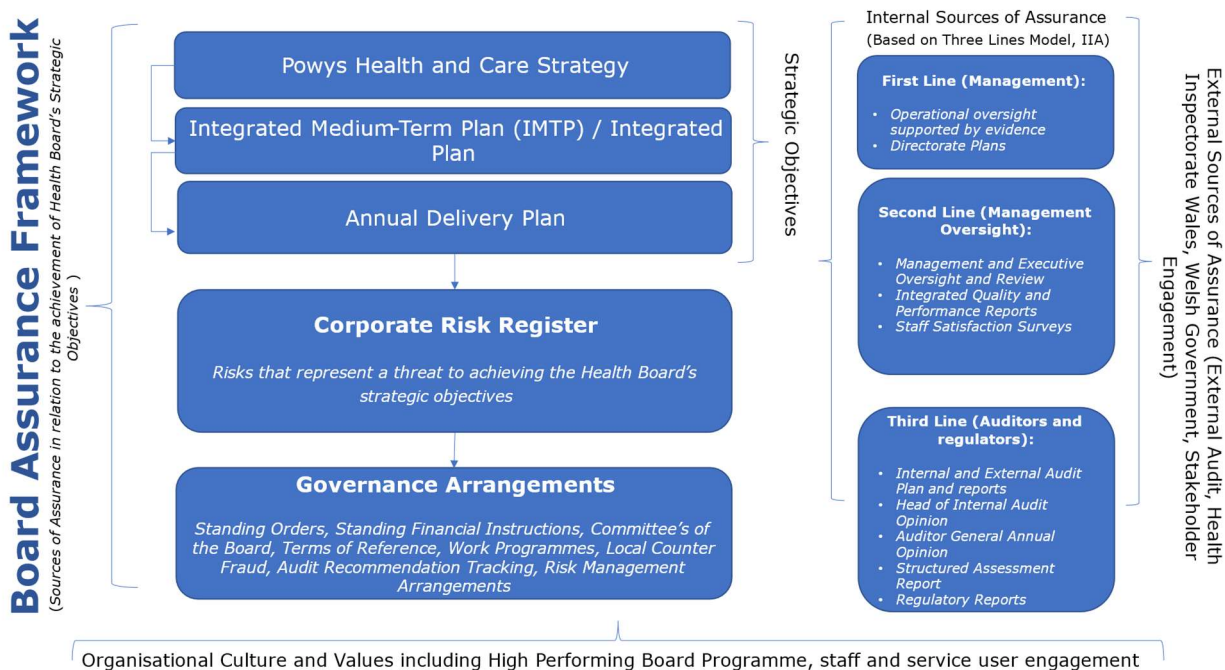 Board Assurance Framework
(Sources of Assurance in relation to the achievement of Health Board's Strategic
Objectives )
Powys Health and Care Strategy
Integrated Medium-Term Plan (IMTP) / Integrated
Plan
Annual Delivery Plan
Corporate Risk Register
Risks that represent a threat to achieving the Health Board's
strategic objectives
Governance Arrangements
Standing Orders, Standing Financial Instructions, Committee's of
the Board, Terms of Reference, Work Programmes, Local Counter
Fraud, Audit Recommendation Tracking, Risk Management
Arrangements
Strategic Objectives
Internal Sources of Assurance
(Based on Three Lines Model, IIA)
First Line (Management):
• Operational oversight
supported by evidence
• Directorate Plans
Second Line (Management
Oversight):
• Management and Executive
Oversight and Review
• Integrated Quality and
Performance Reports
• Staff Satisfaction Surveys
Third Line (Auditors and
regulators):
• Internal and External Audit
Plan and reports
• Head of Internal Audit
Opinion
• Auditor General Annual
Opinion
• Structured Assessment
Report
• Regulatory Reports
External Sources of Assurance (External Audit, Health
Inspectorate Wales, Welsh Government, Stakeholder
Engagement)
Organisational Culture and Values including High Performing Board Programme, staff and service user engagement